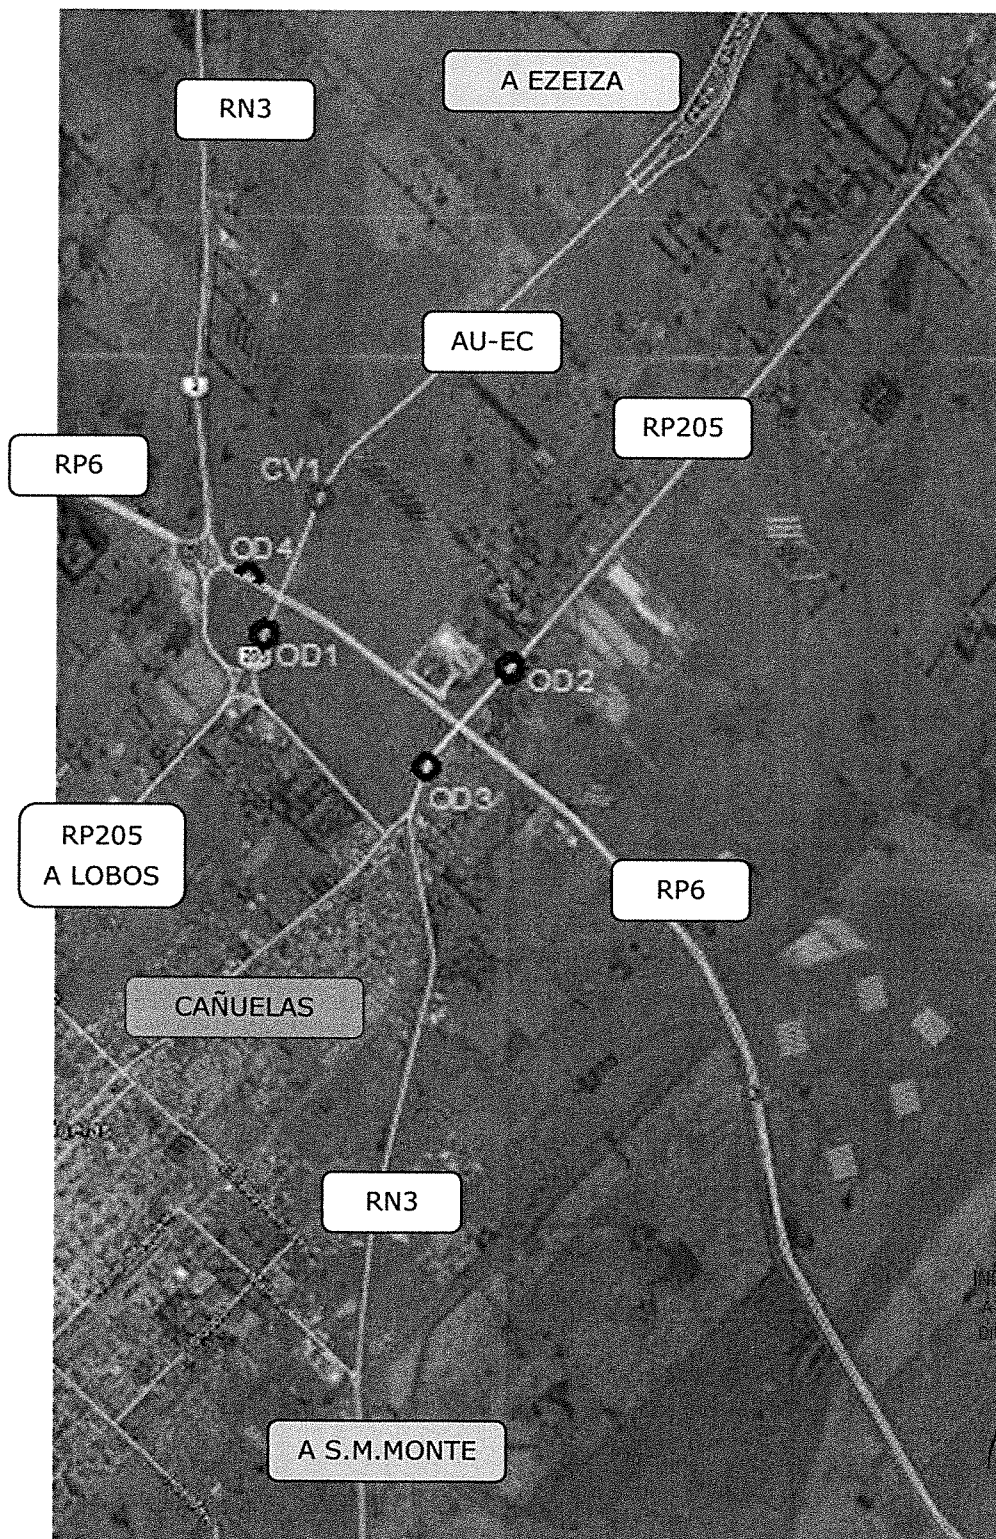 A EZEIZA
RN3
AU-EC
RP205
RP6
CV1
OD4
OD1
OD2
OD3
RP205
A LOBOS
RP6
CAÑUELAS
RN3
A S.M.MONTE